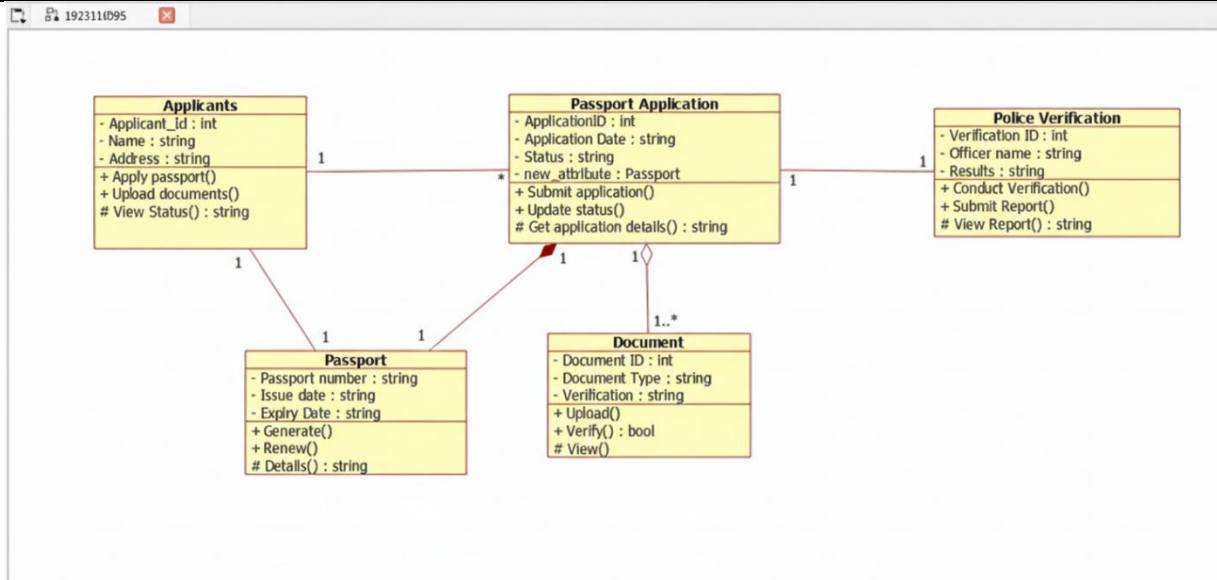 192311
Applicants
- Applicant_Id : int
- Name : string
- Address : string
+ Apply passport()
+ Upload documents()
# View Status() : string
1
*
Passport Application
- ApplicationID : int
- Application Date : string
- Status : string
- new_attribute : Passport
+ Submit application()
+ Update status()
# Get application details() : string
1
1
Police Verification
- Verification ID : int
- Officer name : string
- Results : string
+ Conduct Verification()
+ Submit Report()
# View Report() : string
1
1
1
1
Passport
- Passport number : string
- Issue date : string
- Expiry Date : string
+ Generate()
+ Renew()
# Details() : string
1
1..*
Document
- Document ID : int
- Document Type : string
- Verification : string
+ Upload()
+ Verify() : bool
# View()